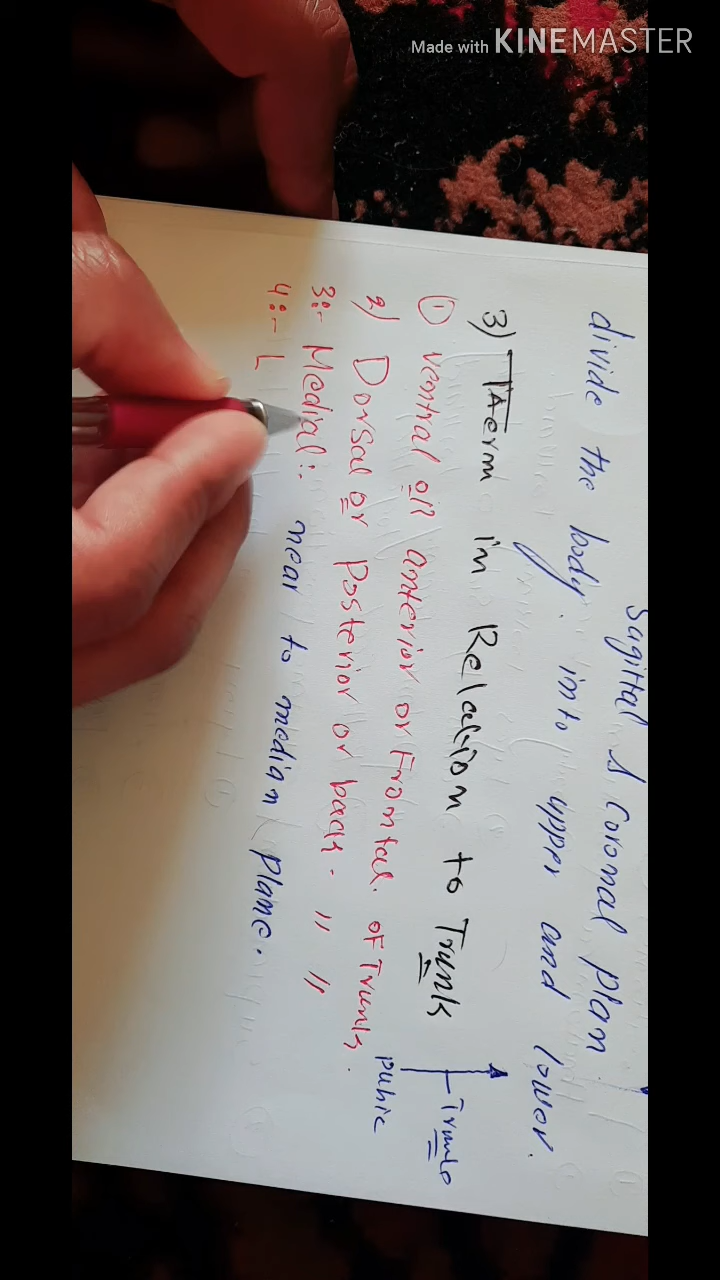 Made with KINEMASTER
Sagittal & Coronal plan
divide the body. into upper and lower.
3) TAerm in Relation to Trunk
Trunk
pubic
① Ventral or anterior or Frontal. of Trunk.
2) Dorsal or Posterior or back. " "
3:- Medial:- near to median plane.
4:- L